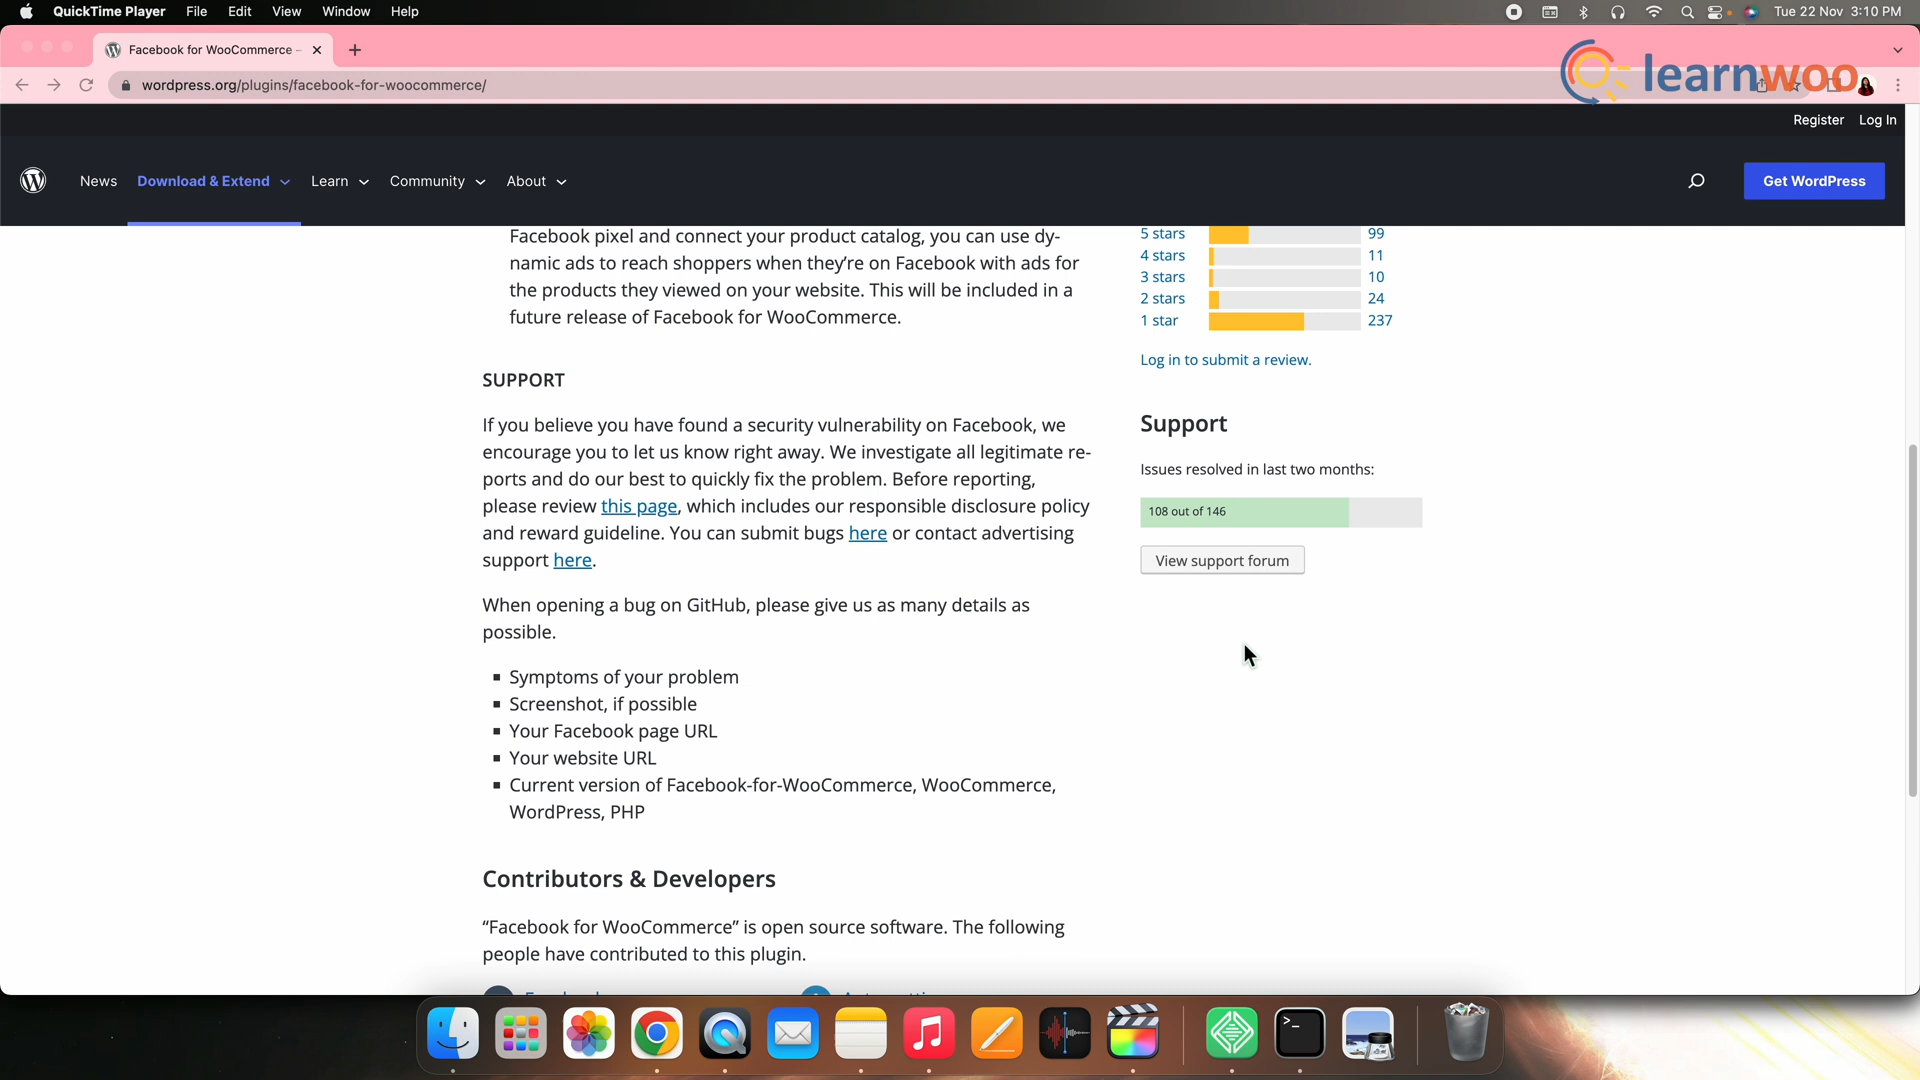 QuickTime Player File Edit View Window Help
Tue 22 Nov 3:10 PM
Facebook for WooCommerce –
learnwoo
wordpress.org/plugins/facebook-for-woocommerce/
Register Log In
News Download & Extend Learn Community About
Get WordPress
Facebook pixel and connect your product catalog, you can use dy-
namic ads to reach shoppers when they're on Facebook with ads for
the products they viewed on your website. This will be included in a
future release of Facebook for WooCommerce.
SUPPORT
If you believe you have found a security vulnerability on Facebook, we
encourage you to let us know right away. We investigate all legitimate re-
ports and do our best to quickly fix the problem. Before reporting,
please review this page, which includes our responsible disclosure policy
and reward guideline. You can submit bugs here or contact advertising
support here.
When opening a bug on GitHub, please give us as many details as
possible.
Symptoms of your problem
Screenshot, if possible
Your Facebook page URL
Your website URL
Current version of Facebook-for-WooCommerce, WooCommerce,
WordPress, PHP
Contributors & Developers
“Facebook for WooCommerce” is open source software. The following
people have contributed to this plugin.
5 stars 99
4 stars 11
3 stars 10
2 stars 24
1 star 237
Log in to submit a review.
Support
Issues resolved in last two months:
108 out of 146
View support forum